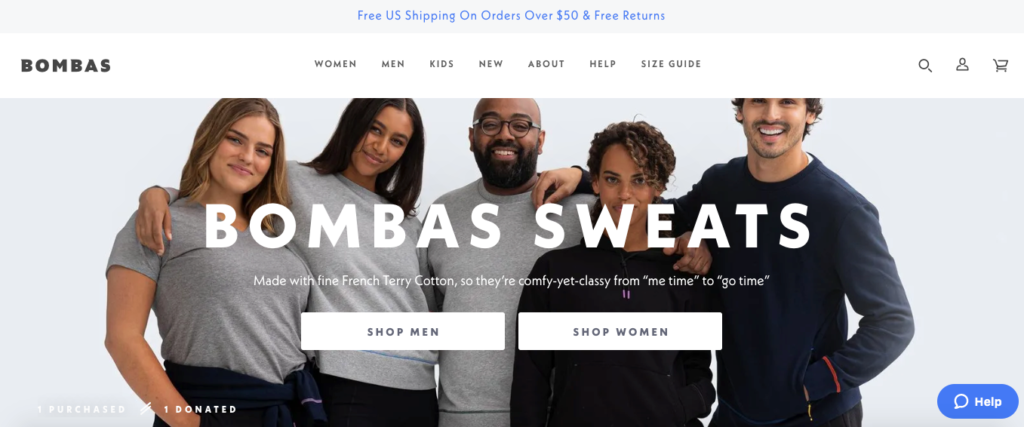 Free US Shipping On Orders Over $50 & Free Returns
BOMBAS
WOMEN MEN KIDS NEW ABOUT HELP SIZE GUIDE
BOMBAS SWEATS
Made with fine French Terry Cotton, so they’re comfy-yet-classy from “me time” to “go time”
SHOP MEN SHOP WOMEN
1 PURCHASED 1 DONATED
Help